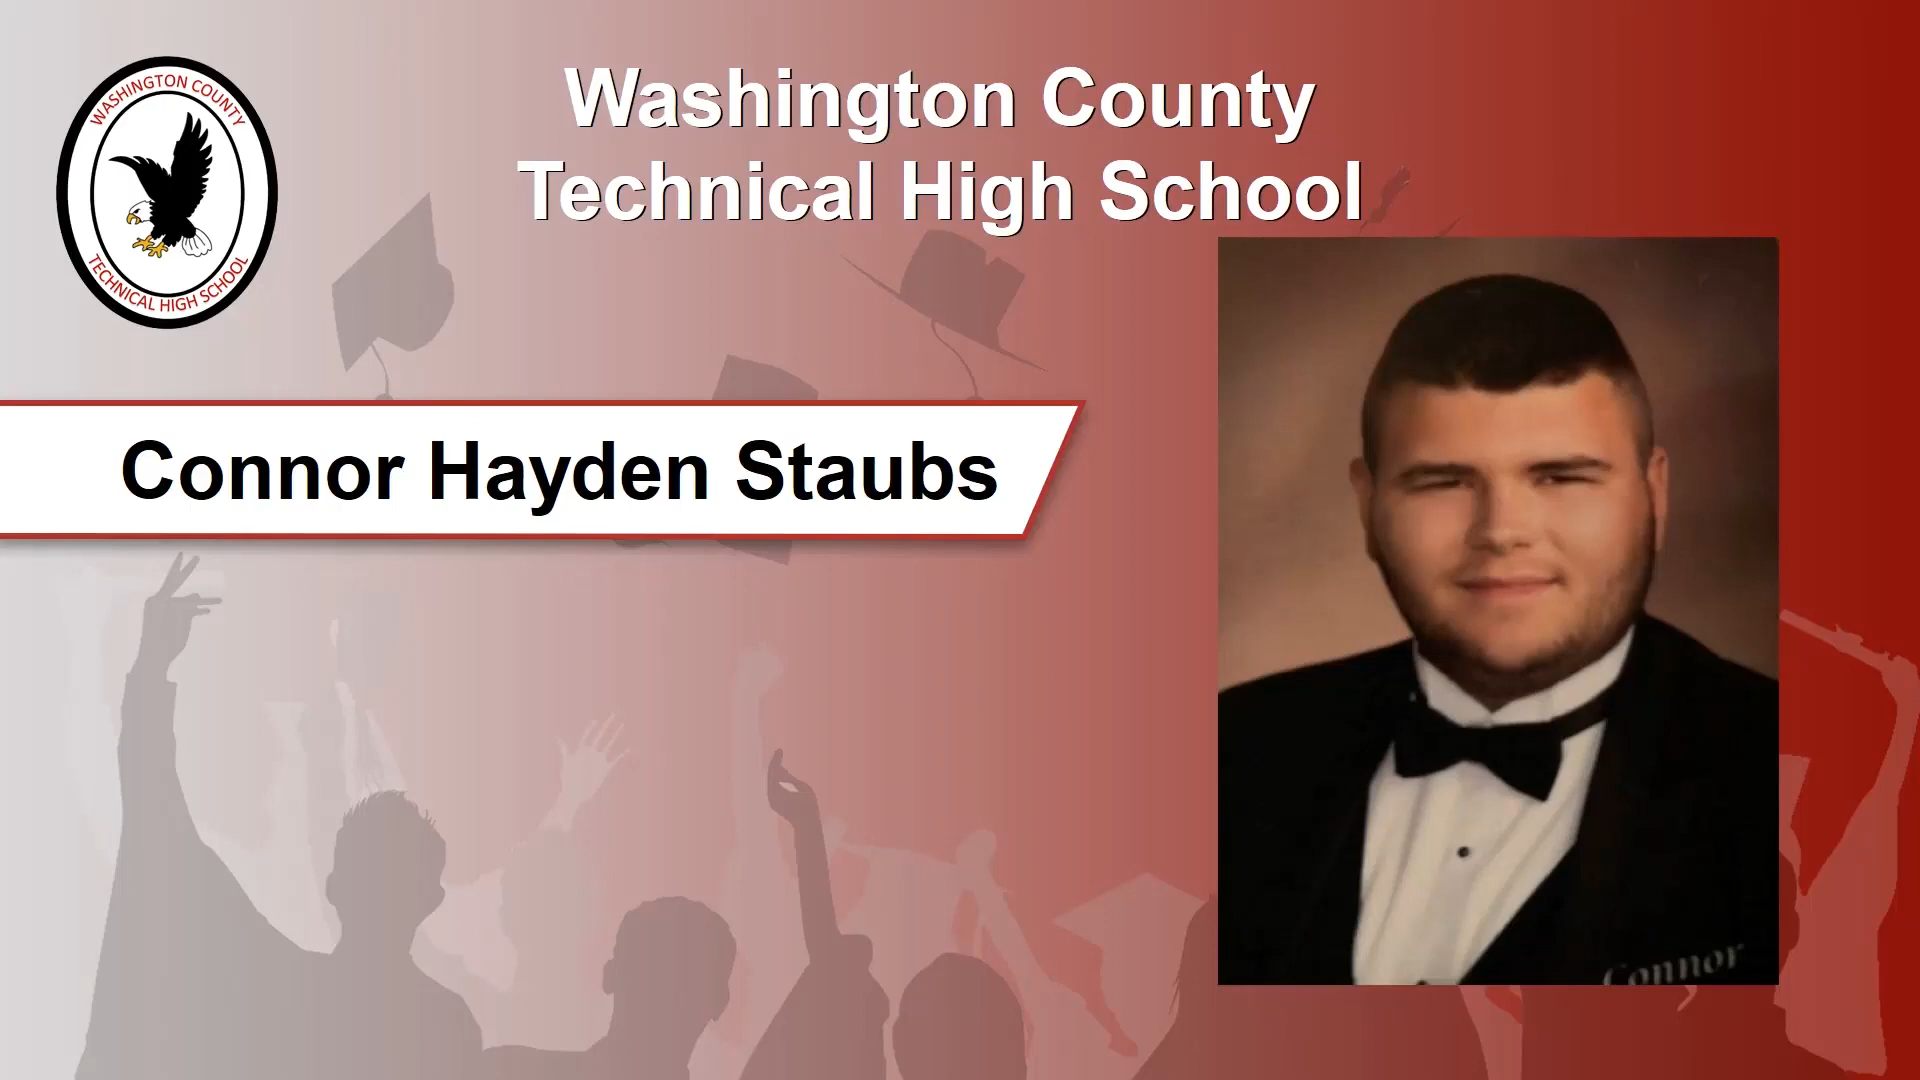 WASHINGTON COUNTY
TECHNICAL HIGH SCHOOL
Washington County
Technical High School
Connor Hayden Staubs
Connor